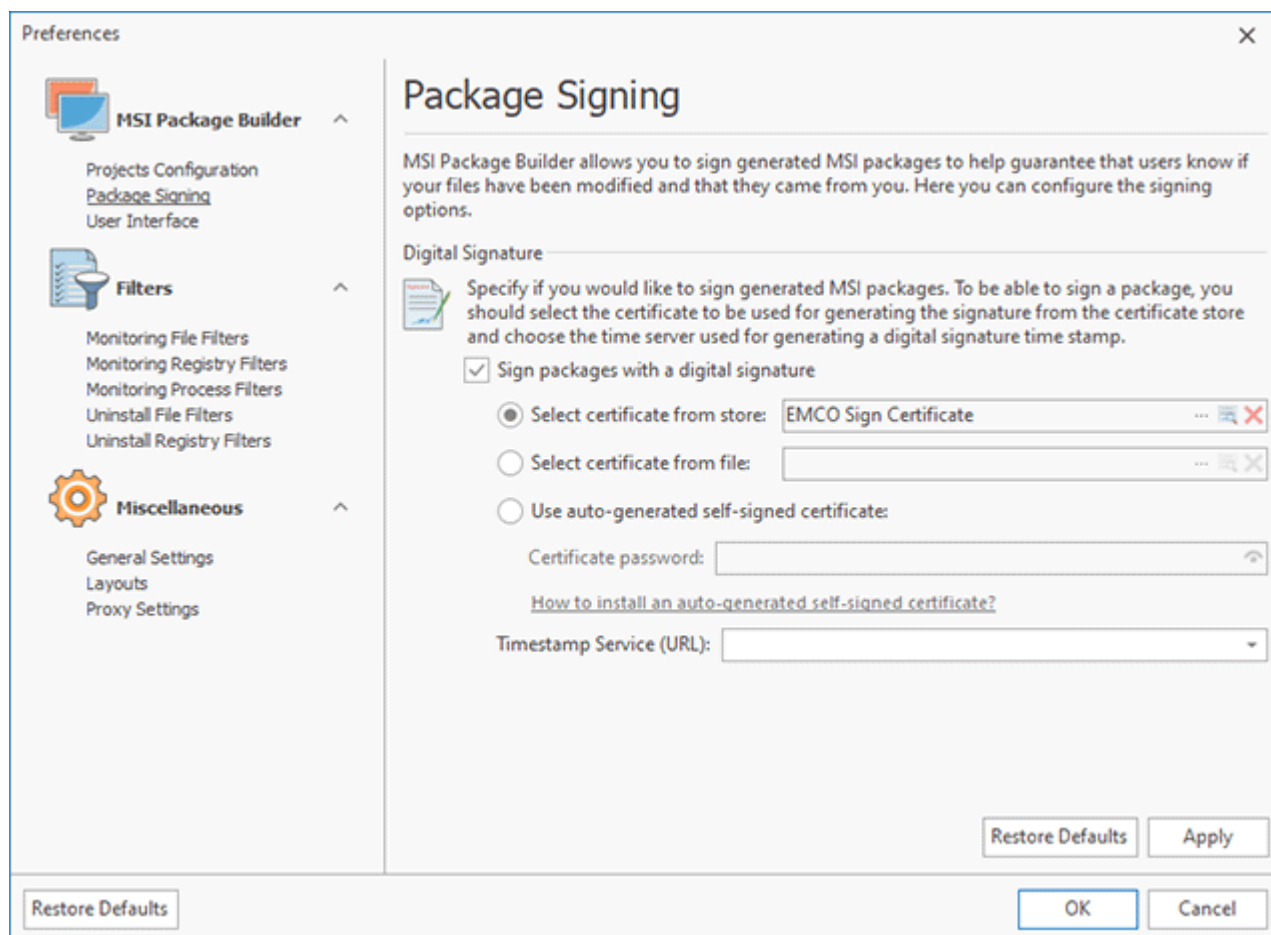 Preferences
MSI Package Builder
Projects Configuration
Package Signing
User Interface
Filters
Monitoring File Filters
Monitoring Registry Filters
Monitoring Process Filters
Uninstall File Filters
Uninstall Registry Filters
Miscellaneous
General Settings
Layouts
Proxy Settings
Package Signing
MSI Package Builder allows you to sign generated MSI packages to help guarantee that users know if
your files have been modified and that they came from you. Here you can configure the signing
options.
Digital Signature
Specify if you would like to sign generated MSI packages. To be able to sign a package, you
should select the certificate to be used for generating the signature from the certificate store
and choose the time server used for generating a digital signature time stamp.
Sign packages with a digital signature
Select certificate from store: EMCO Sign Certificate ...
Select certificate from file: ...
Use auto-generated self-signed certificate:
Certificate password:
How to install an auto-generated self-signed certificate?
Timestamp Service (URL):
Restore Defaults Apply
Restore Defaults OK Cancel